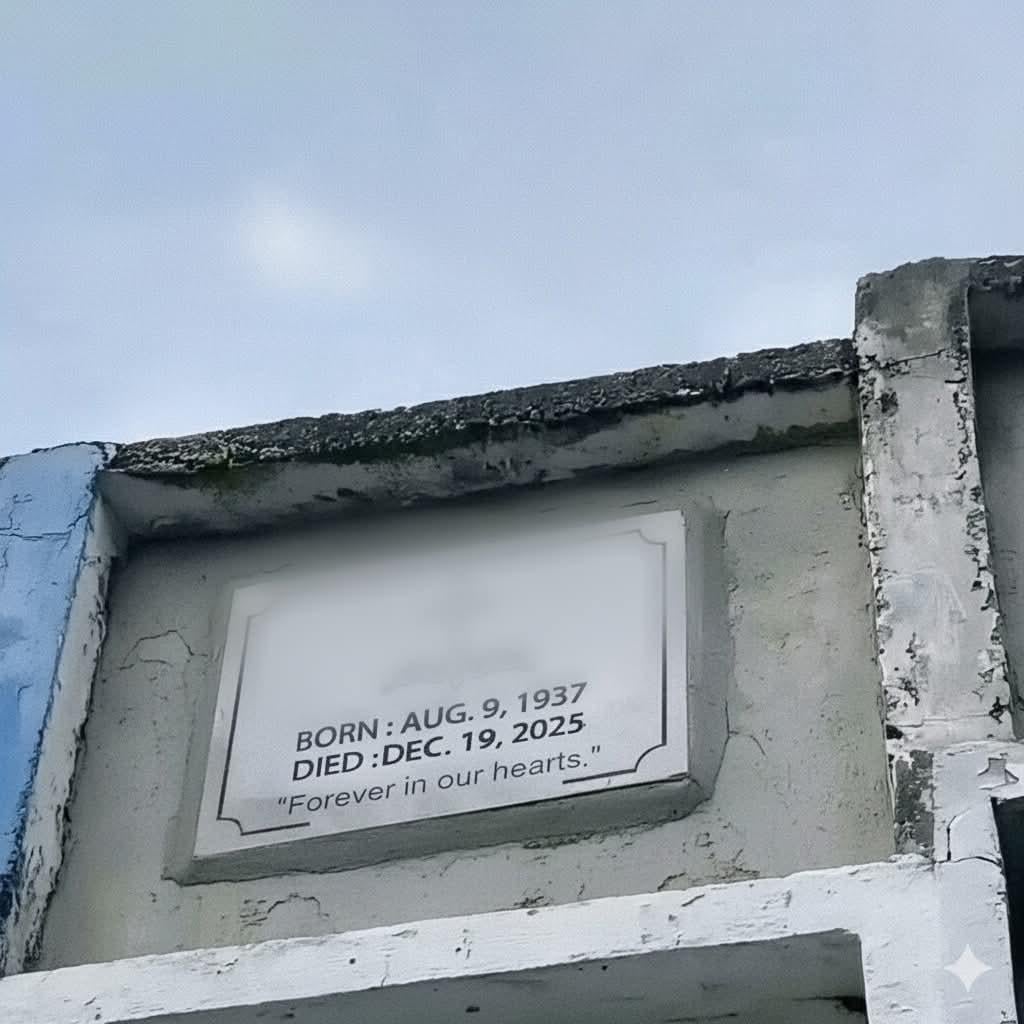 BORN : AUG. 9, 1937
DIED : DEC. 19, 2025
"Forever in our hearts."